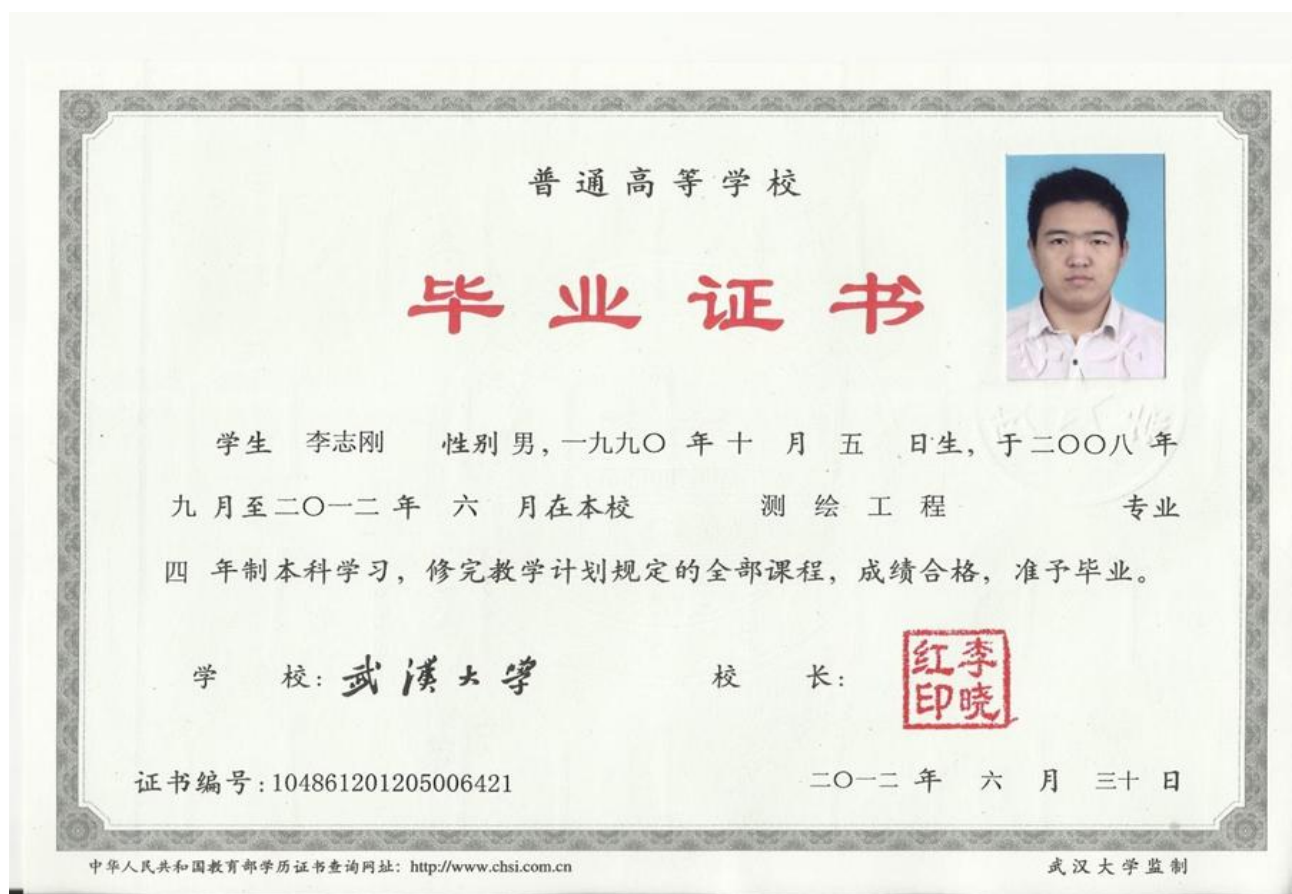 普通高等学校
毕业证书
学生 李志刚 性别 男，一九九〇 年 十 月 五 日生，于二〇〇八 年
九 月至二〇一二 年 六 月在本校 测 绘 工 程 专业
四 年制本科学习，修完教学计划规定的全部课程，成绩合格，准予毕业。
学 校：武漢大学 校 长：李晓红印
证书编号：104861201205006421 二〇一二 年 六 月 三十 日
中华人民共和国教育部学历证书查询网址：http://www.chsi.com.cn 武汉大学监制